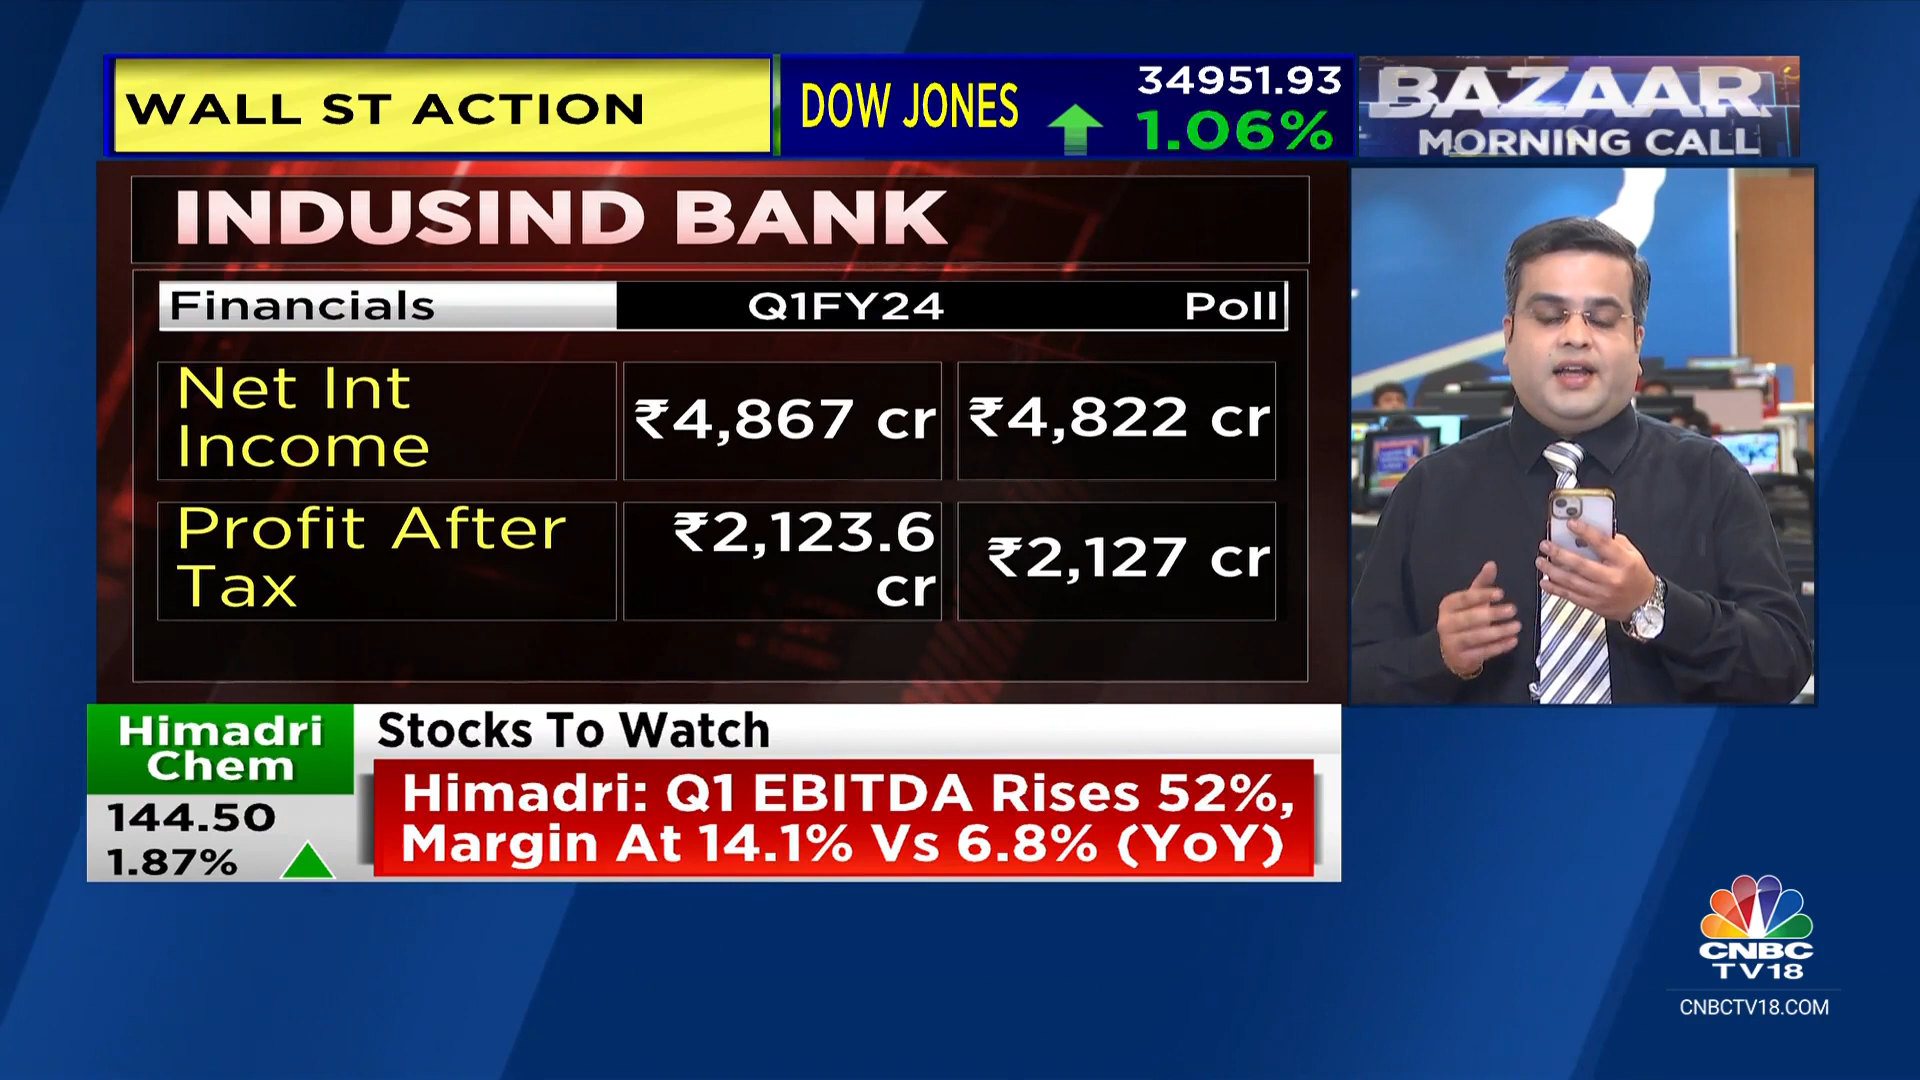 WALL ST ACTION
DOW JONES
34951.93
1.06%
BAZAAR
MORNING CALL
INDUSIND BANK
Financials Q1FY24 Poll
Net Int
Income
₹4,867 cr
₹4,822 cr
Profit After
Tax
₹2,123.6
cr
₹2,127 cr
Himadri
Chem
144.50
1.87%
Stocks To Watch
Himadri: Q1 EBITDA Rises 52%,
Margin At 14.1% Vs 6.8% (YoY)
CNBC
TV18
CNBCTV18.COM